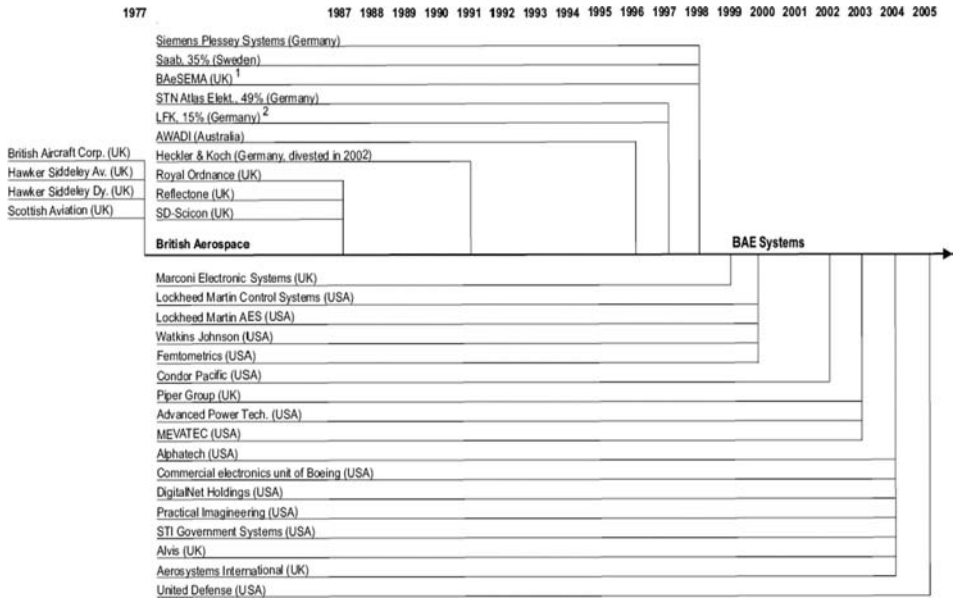 1977 1987 1988 1989 1990 1991 1992 1993 1994 1995 1996 1997 1998 1999 2000 2001 2002 2003 2004 2005
Siemens Plessey Systems (Germany)
Saab, 35% (Sweden)
BAeSEMA (UK) 1
STN Atlas Elekt., 49% (Germany)
LFK, 15% (Germany) 2
AWADI (Australia)
British Aircraft Corp. (UK)
Heckler & Koch (Germany, divested in 2002)
Hawker Siddeley Av. (UK)
Royal Ordnance (UK)
Hawker Siddeley Dy. (UK)
Reflectone (UK)
Scottish Aviation (UK)
SD-Scicon (UK)
British Aerospace BAE Systems
Marconi Electronic Systems (UK)
Lockheed Martin Control Systems (USA)
Lockheed Martin AES (USA)
Watkins Johnson (USA)
Femtometrics (USA)
Condor Pacific (USA)
Piper Group (UK)
Advanced Power Tech. (USA)
MEVATEC (USA)
Alphatech (USA)
Commercial electronics unit of Boeing (USA)
DigitalNet Holdings (USA)
Practical Imagineering (USA)
STI Government Systems (USA)
Alvis (UK)
Aerosystems International (UK)
United Defense (USA)